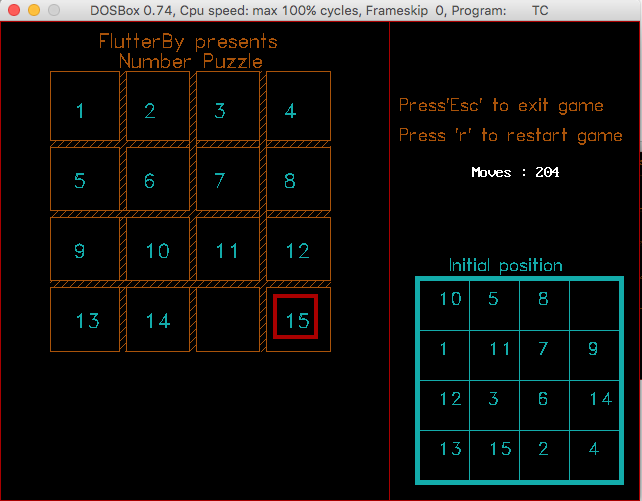 DOSBox 0.74, Cpu speed: max 100% cycles, Frameskip 0, Program: TC
FlutterBy presents
Number Puzzle
1 2 3 4
5 6 7 8
9 10 11 12
13 14 15
Press'Esc' to exit game
Press 'r' to restart game
Moves : 204
Initial position
10 5 8
1 11 7 9
12 3 6 14
13 15 2 4